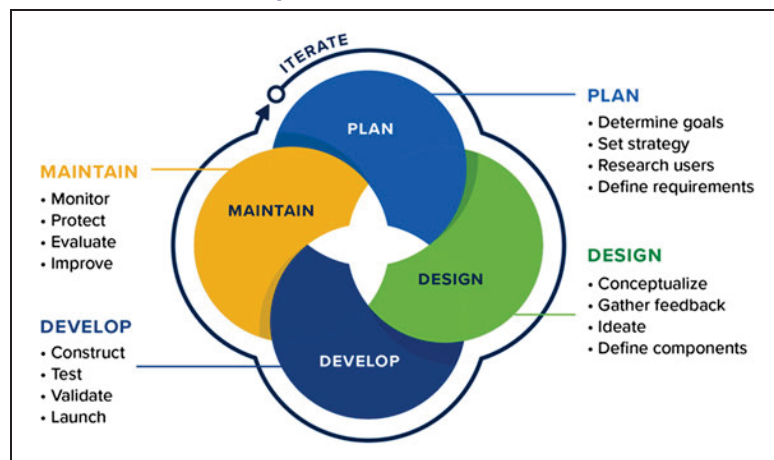 ITERATE
PLAN
DESIGN
DEVELOP
MAINTAIN
PLAN
• Determine goals
• Set strategy
• Research users
• Define requirements
DESIGN
• Conceptualize
• Gather feedback
• Ideate
• Define components
DEVELOP
• Construct
• Test
• Validate
• Launch
MAINTAIN
• Monitor
• Protect
• Evaluate
• Improve